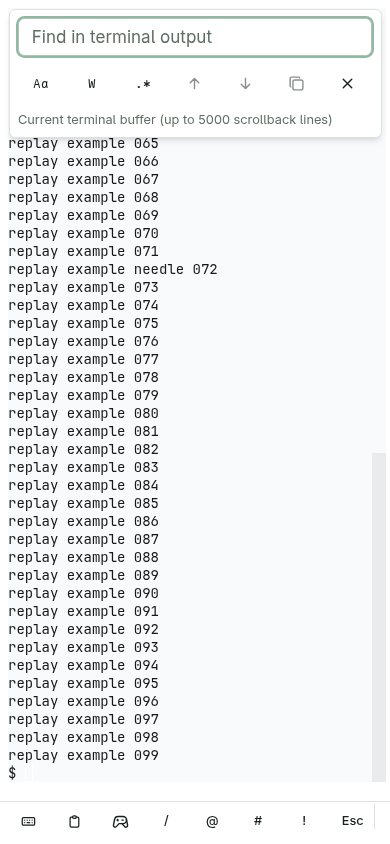 Find in terminal output
Aα W .*
Current terminal buffer (up to 5000 scrollback lines)
replay example 065
replay example 066
replay example 067
replay example 068
replay example 069
replay example 070
replay example 071
replay example needle 072
replay example 073
replay example 074
replay example 075
replay example 076
replay example 077
replay example 078
replay example 079
replay example 080
replay example 081
replay example 082
replay example 083
replay example 084
replay example 085
replay example 086
replay example 087
replay example 088
replay example 089
replay example 090
replay example 091
replay example 092
replay example 093
replay example 094
replay example 095
replay example 096
replay example 097
replay example 098
replay example 099
$
/ @ # ! Esc